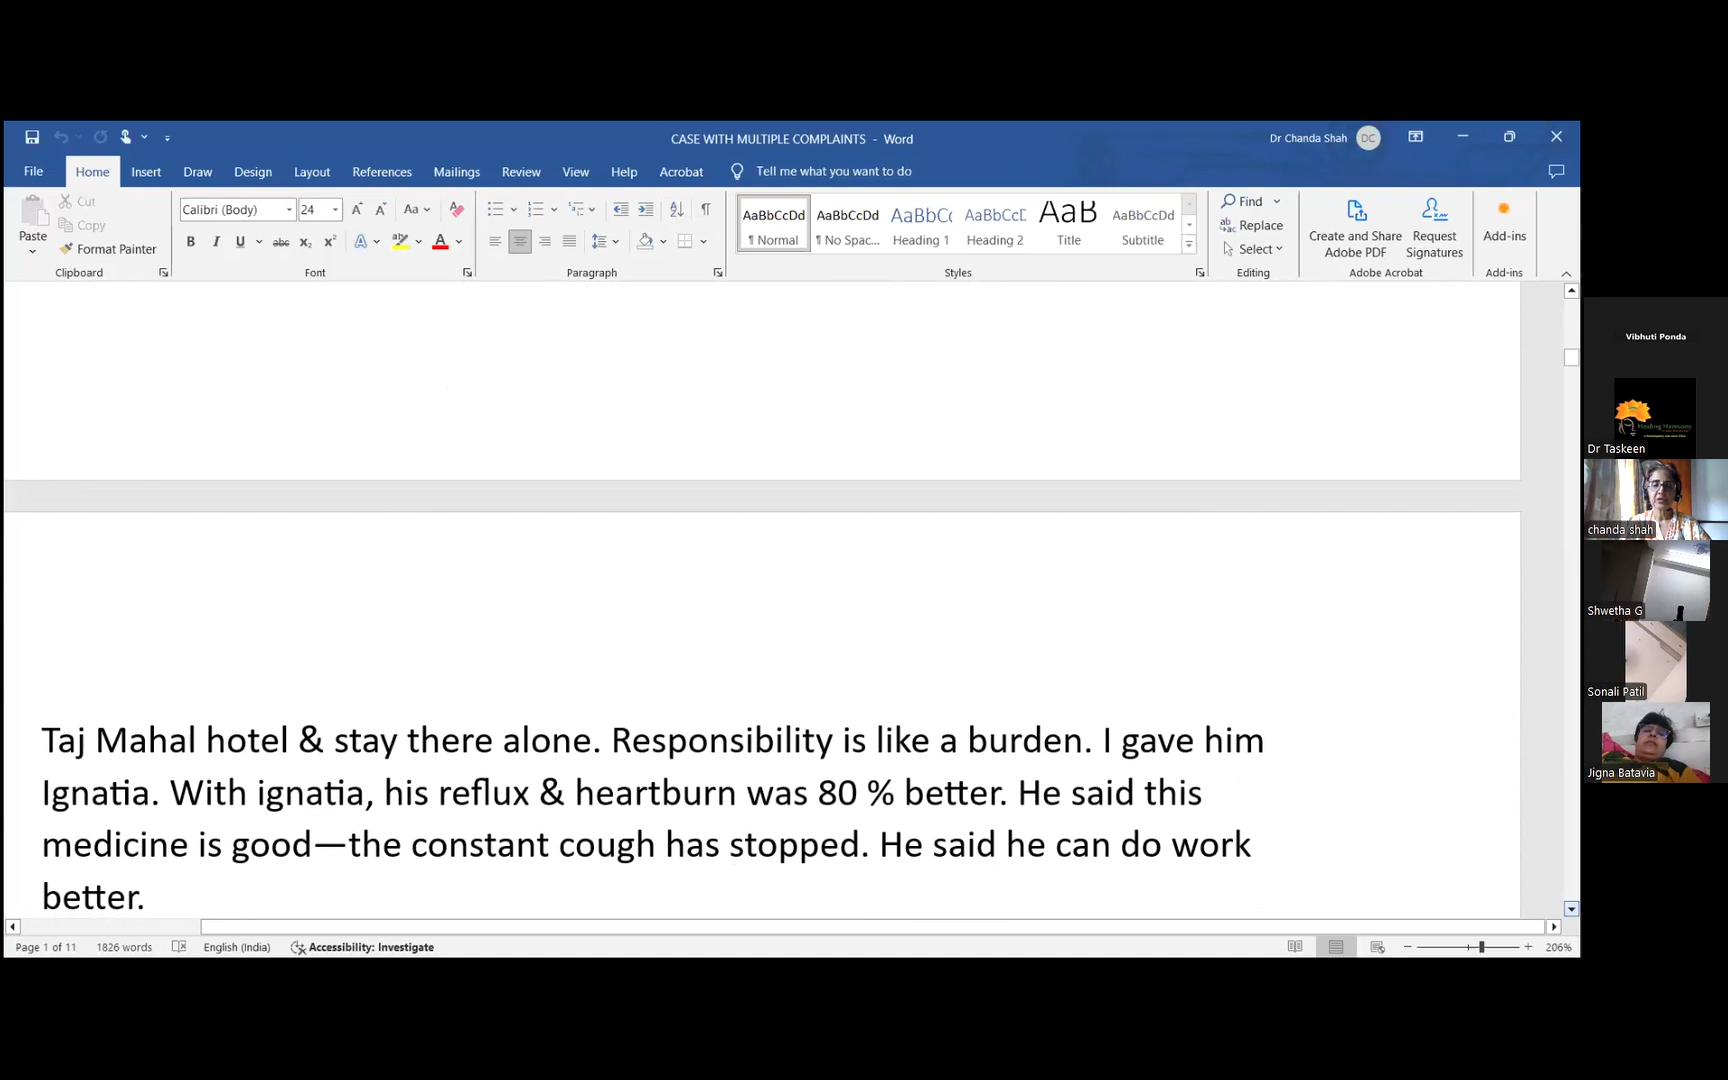 CASE WITH MULTIPLE COMPLAINTS - Word
Dr Chanda Shah DC
File Home Insert Draw Design Layout References Mailings Review View Help Acrobat Tell me what you want to do
Paste
Cut
Copy
Format Painter
Clipboard
Calibri (Body) 24
Font
Paragraph
AaBbCcDd ¶ Normal
AaBbCcDd ¶ No Spac...
AaBbCc Heading 1
AaBbCcD Heading 2
AaB Title
AaBbCcDd Subtitle
Styles
Find
Replace
Select
Editing
Create and Share Adobe PDF
Request Signatures
Adobe Acrobat
Add-ins
Add-ins
Taj Mahal hotel & stay there alone. Responsibility is like a burden. I gave him
Ignatia. With ignatia, his reflux & heartburn was 80 % better. He said this
medicine is good—the constant cough has stopped. He said he can do work
better.
Page 1 of 11 1826 words English (India) Accessibility: Investigate 206%
Vibhuti Ponda
Healing Harmony
Dr Taskeen
chanda shah
Shwetha G
Sonali Patil
Jigna Batavia